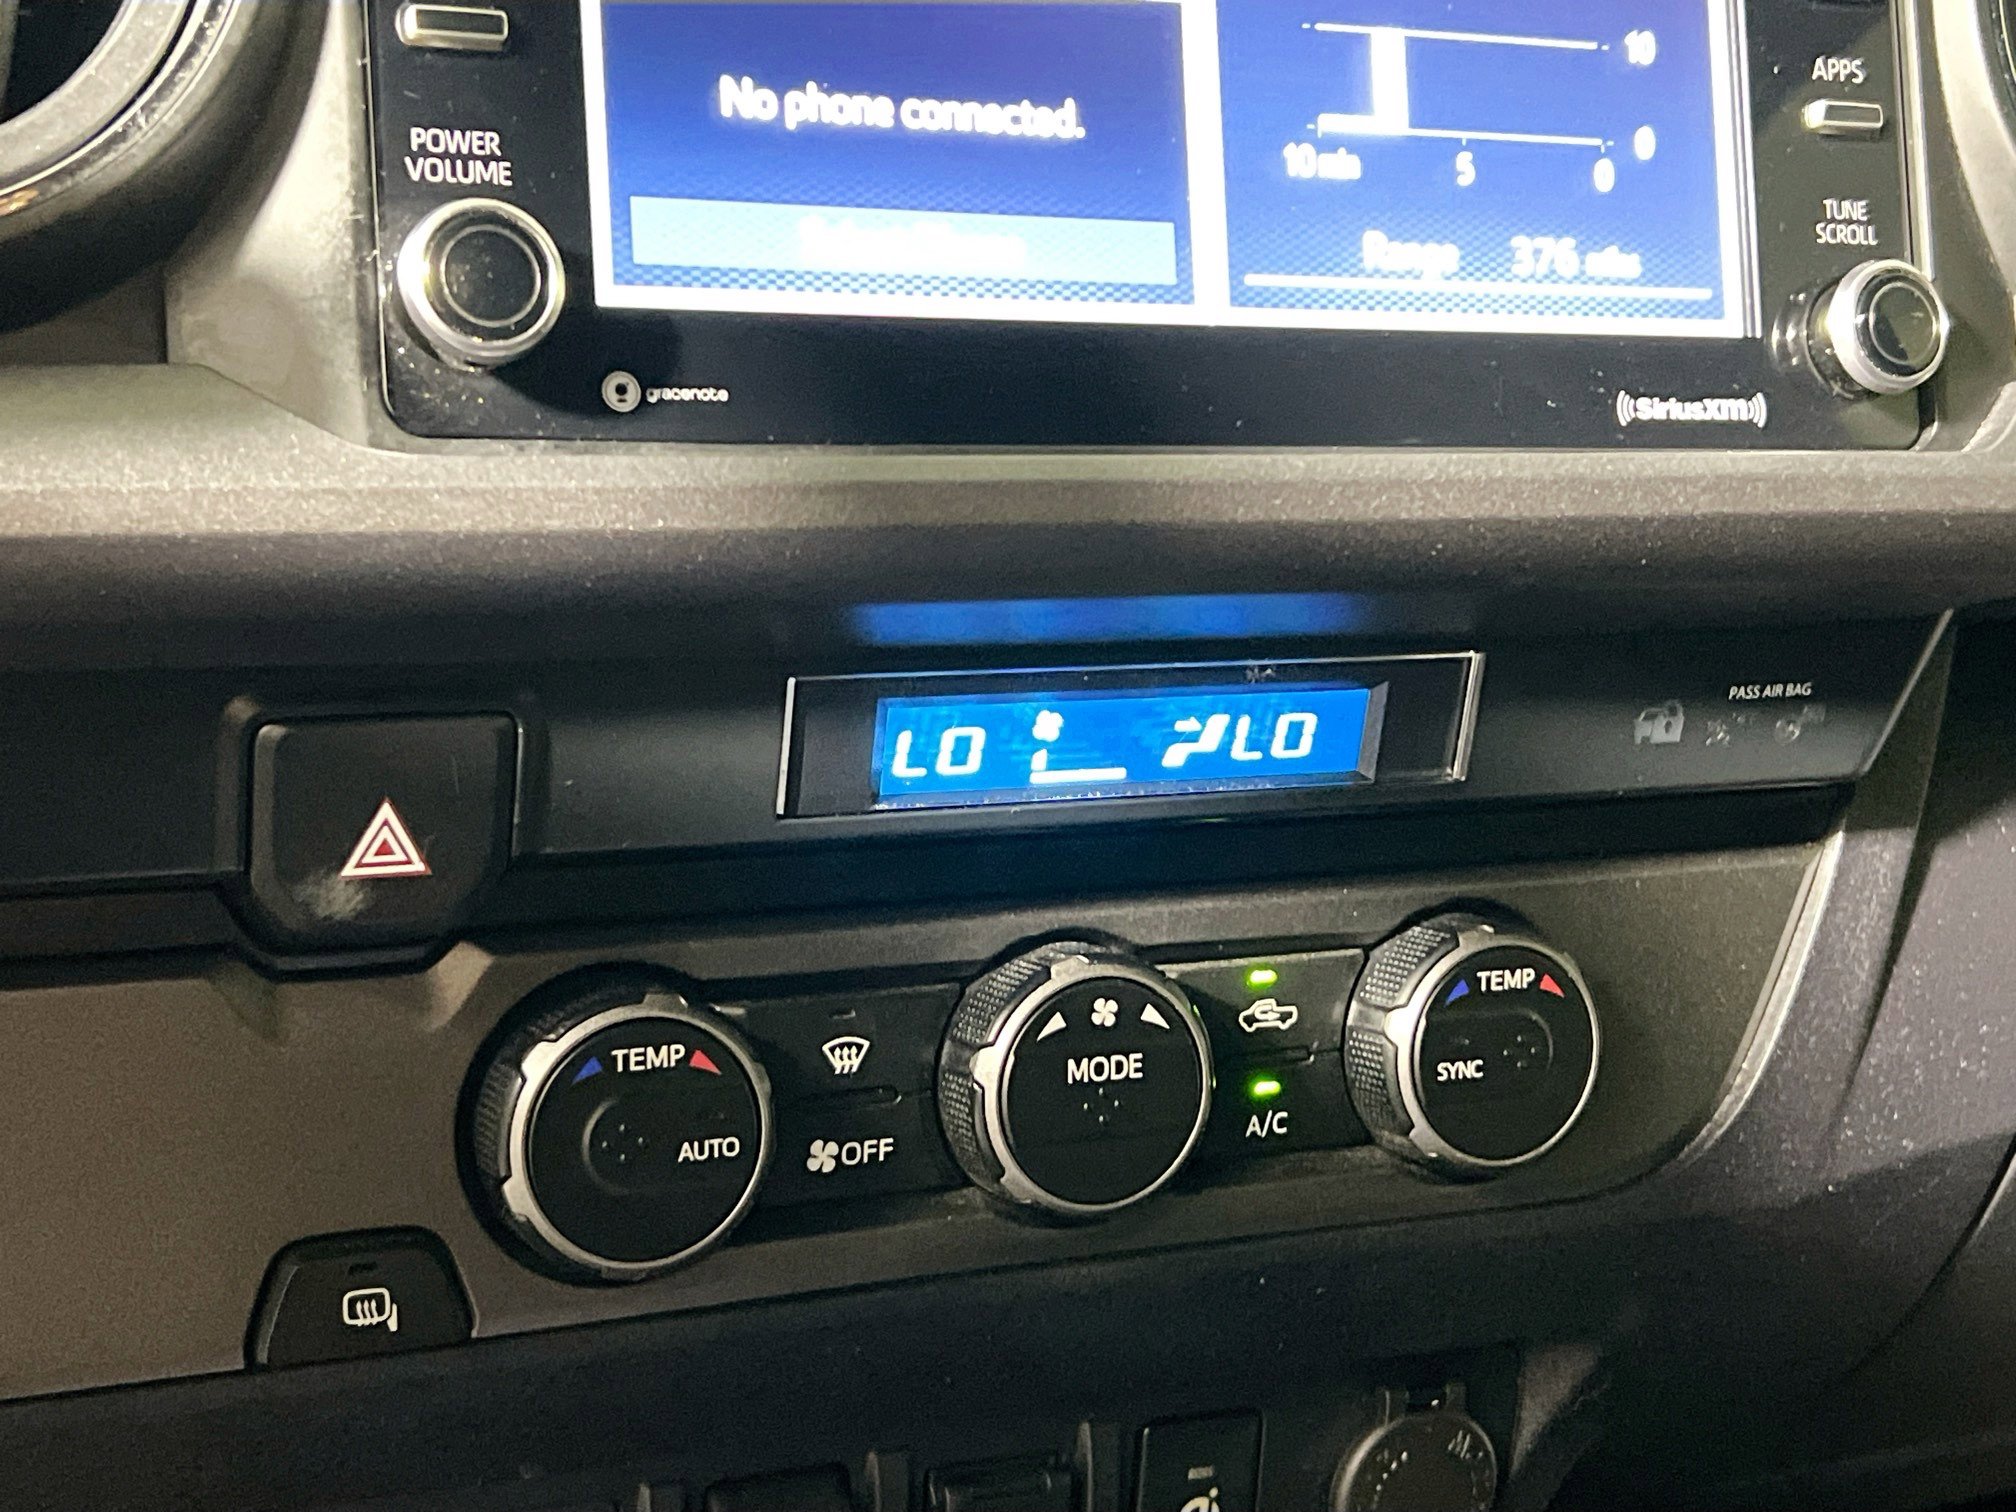 POWER
VOLUME
No phone connected.
10
0
10 min
5
0
Range 376 miles
APPS
TUNE
SCROLL
gracenote
SiriusXM
LO
LO
PASS AIR BAG
TEMP
AUTO
OFF
MODE
A/C
TEMP
SYNC